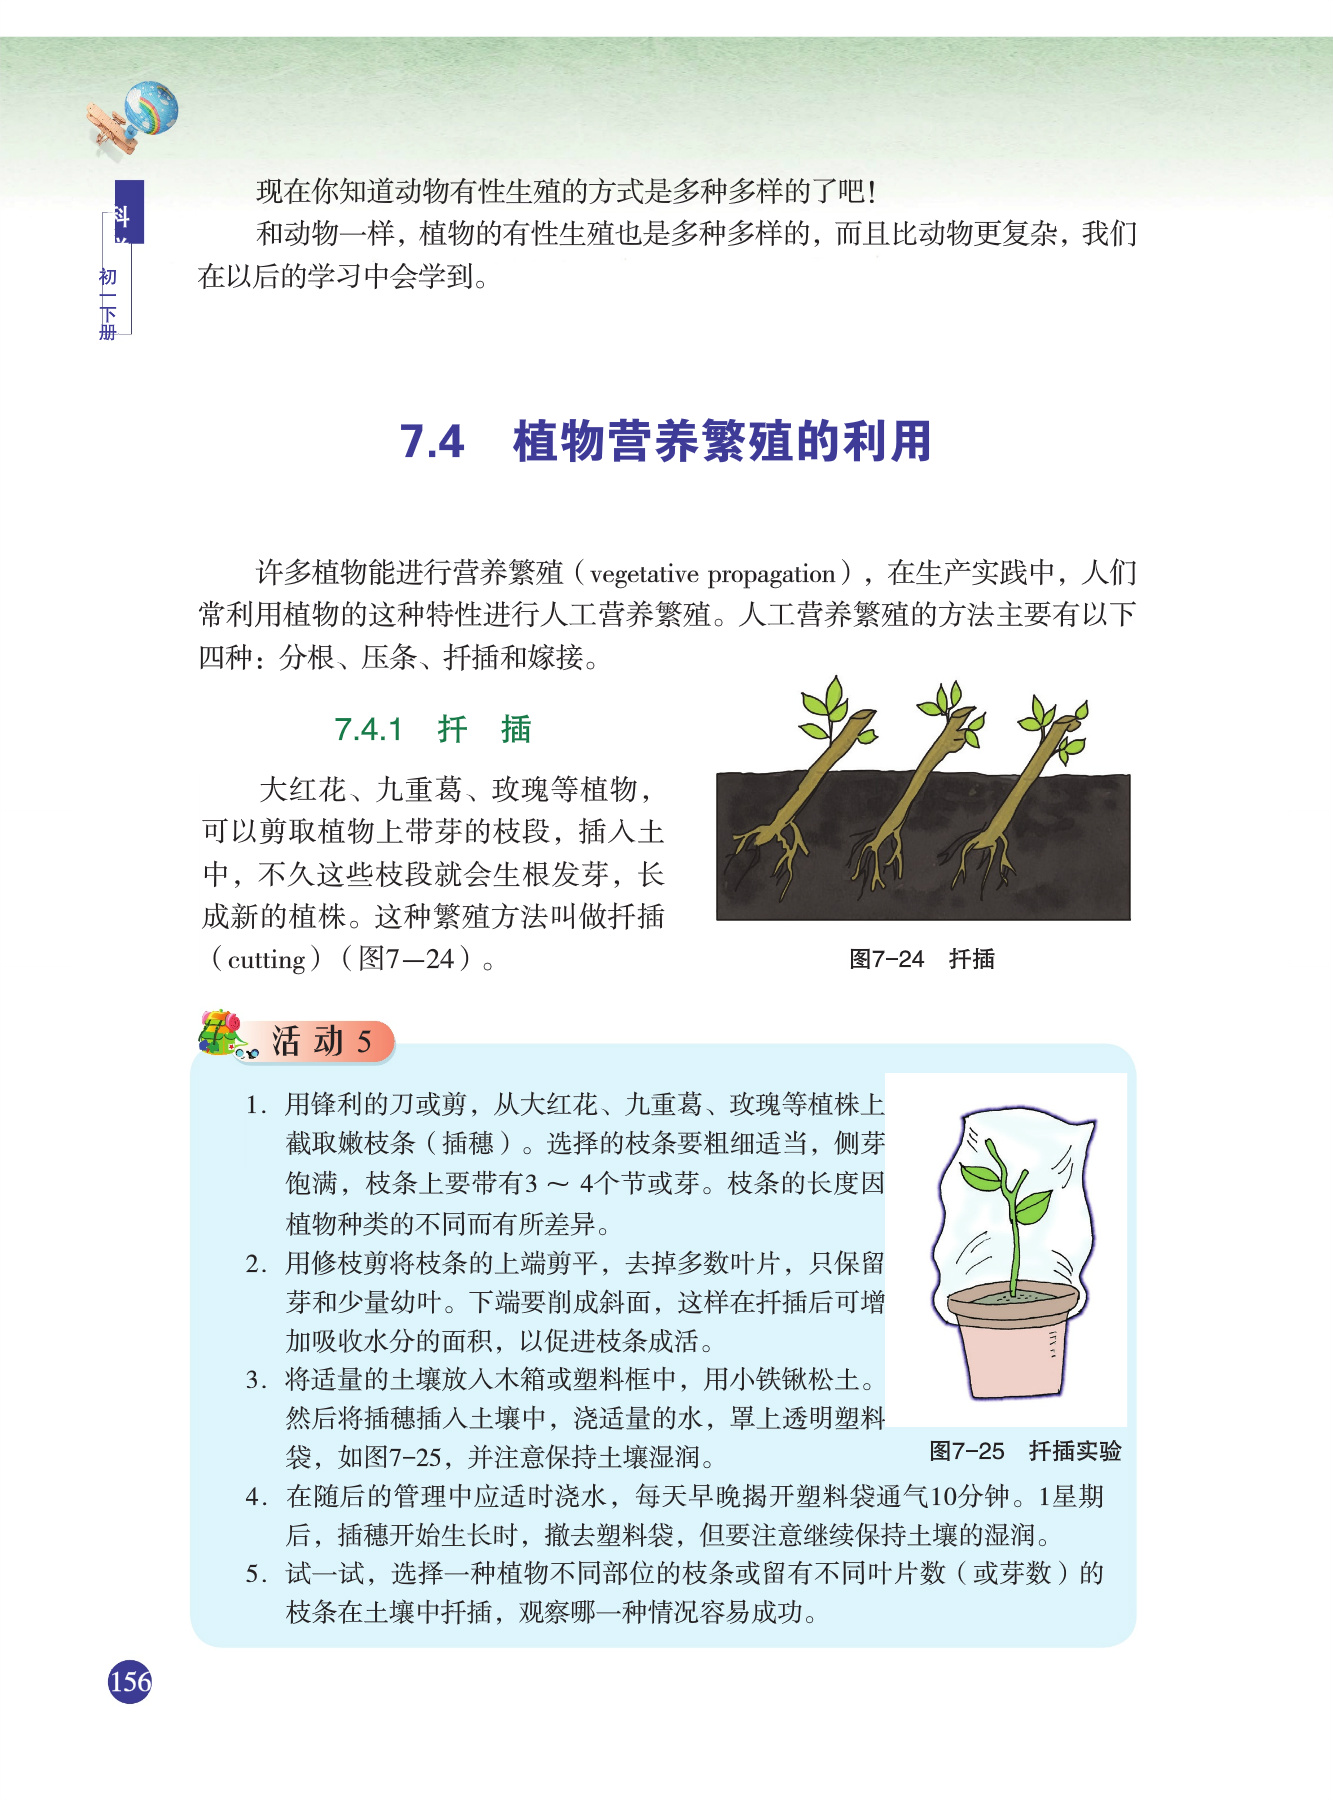 科
初一下册
现在你知道动物有性生殖的方式是多种多样的了吧！
和动物一样，植物的有性生殖也是多种多样的，而且比动物更复杂，我们
在以后的学习中会学到。
7.4 植物营养繁殖的利用
许多植物能进行营养繁殖（vegetative propagation），在生产实践中，人们
常利用植物的这种特性进行人工营养繁殖。人工营养繁殖的方法主要有以下
四种：分根、压条、扦插和嫁接。
7.4.1 扦 插
大红花、九重葛、玫瑰等植物，
可以剪取植物上带芽的枝段，插入土
中，不久这些枝段就会生根发芽，长
成新的植株。这种繁殖方法叫做扦插
（cutting）（图7—24）。
图7-24 扦插
活动5
1. 用锋利的刀或剪，从大红花、九重葛、玫瑰等植株上
截取嫩枝条（插穗）。选择的枝条要粗细适当，侧芽
饱满，枝条上要带有3 ～ 4个节或芽。枝条的长度因
植物种类的不同而有所差异。
2. 用修枝剪将枝条的上端剪平，去掉多数叶片，只保留
芽和少量幼叶。下端要削成斜面，这样在扦插后可增
加吸收水分的面积，以促进枝条成活。
3. 将适量的土壤放入木箱或塑料框中，用小铁锹松土。
然后将插穗插入土壤中，浇适量的水，罩上透明塑料
袋，如图7-25，并注意保持土壤湿润。
图7-25 扦插实验
4. 在随后的管理中应适时浇水，每天早晚揭开塑料袋通气10分钟。1星期
后，插穗开始生长时，撤去塑料袋，但要注意继续保持土壤的湿润。
5. 试一试，选择一种植物不同部位的枝条或留有不同叶片数（或芽数）的
枝条在土壤中扦插，观察哪一种情况容易成功。
156